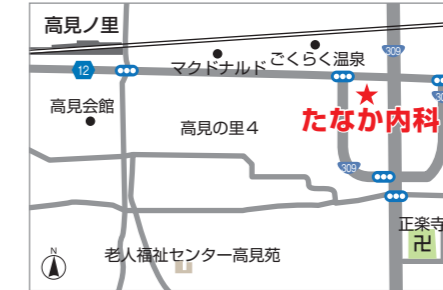 高見ノ里
309
マクドナルド
ごくらく温泉
12
高見会館
高見の里4
たなか内科
309
正楽寺
卍
老人福祉センター高見苑
N